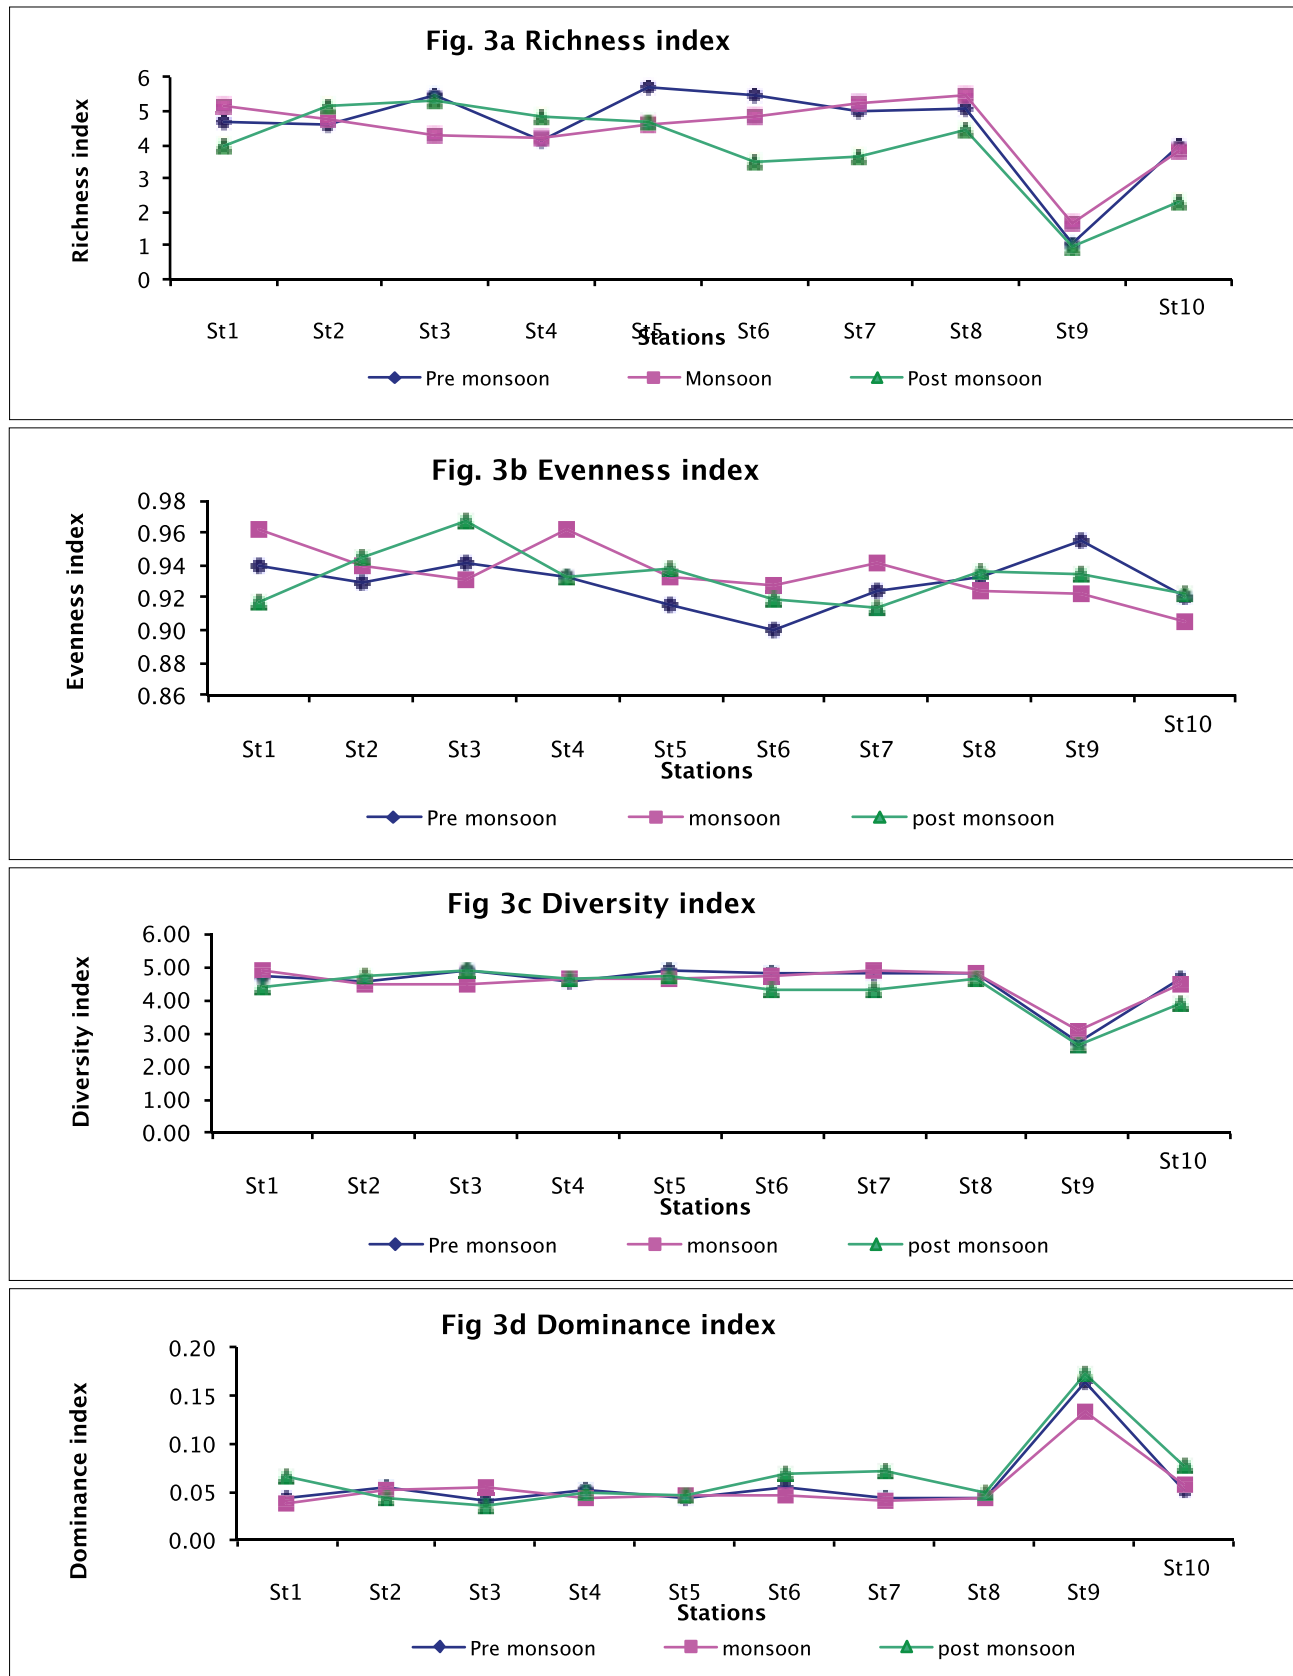 Fig. 3a Richness index
Richness index
6
5
4
3
2
1
0
St1 St2 St3 St4 St5 St6 St7 St8 St9 St10
Stations
Pre monsoon Monsoon Post monsoon
Fig. 3b Evenness index
Evenness index
0.98
0.96
0.94
0.92
0.90
0.88
0.86
St1 St2 St3 St4 St5 St6 St7 St8 St9 St10
Stations
Pre monsoon monsoon post monsoon
Fig 3c Diversity index
Diversity index
6.00
5.00
4.00
3.00
2.00
1.00
0.00
St1 St2 St3 St4 St5 St6 St7 St8 St9 St10
Stations
Pre monsoon monsoon post monsoon
Fig 3d Dominance index
Dominance index
0.20
0.15
0.10
0.05
0.00
St1 St2 St3 St4 St5 St6 St7 St8 St9 St10
Stations
Pre monsoon monsoon post monsoon